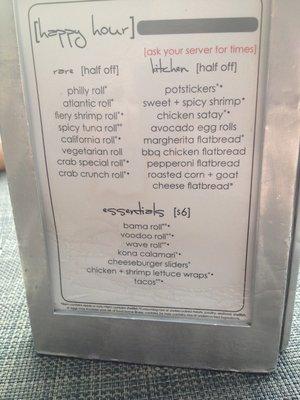 [happy hour]
[ask your server for times]
rare [half off]
philly roll*
atlantic roll*
fiery shrimp roll*•
spicy tuna roll*•
california roll*•
vegetarian roll
crab special roll*•
crab crunch roll*•
kitchen [half off]
potstickers*•
sweet + spicy shrimp•
chicken satay*•
avocado egg rolls
margherita flatbread*
bbq chicken flatbread
pepperoni flatbread
roasted corn + goat
cheese flatbread*
essentials [$6]
bama roll*•
voodoo roll*•
wave roll*•
kona calamari*•
cheeseburger sliders*
chicken + shrimp lettuce wraps*•
tacos*•